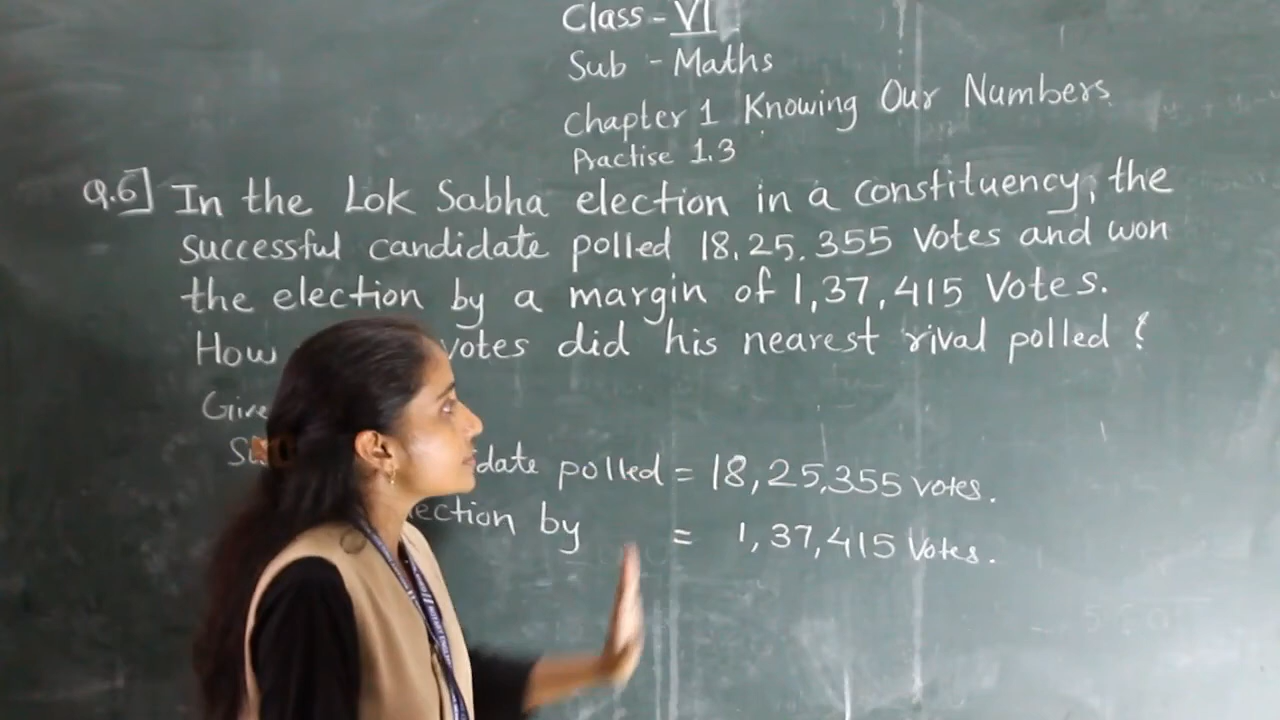 Class - VI
Sub - Maths
Chapter 1 Knowing Our Numbers
Practise 1.3
Q.6] In the Lok Sabha election in a constituency, the
successful candidate polled 18,25,355 Votes and won
the election by a margin of 1,37,415 Votes.
How votes did his nearest rival polled ?
Give
date polled = 18,25,355 votes.
ection by = 1,37,415 Votes.